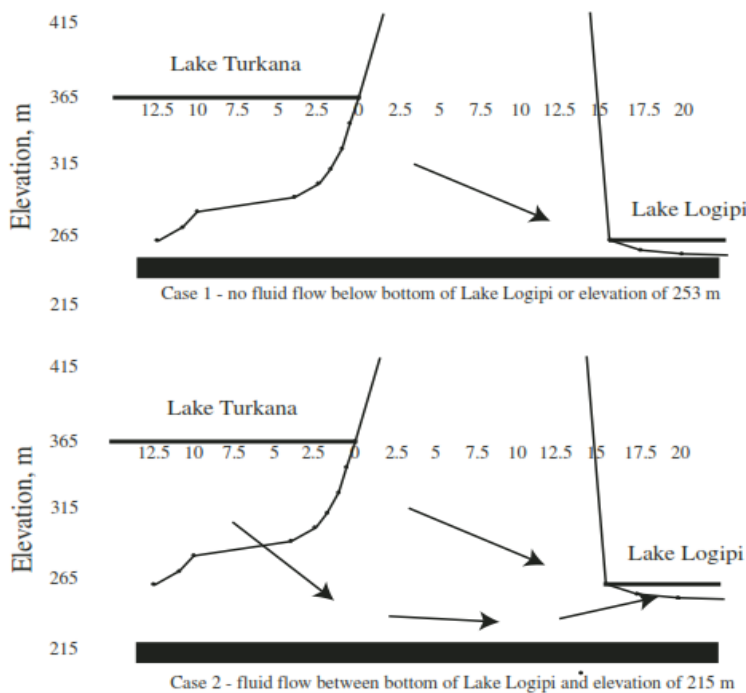 415
Lake Turkana
365
12.5 10 7.5 5 2.5 0 2.5 5 7.5 10 12.5 15 17.5 20
315
Elevation, m
Lake Logipi
265
Case 1 - no fluid flow below bottom of Lake Logipi or elevation of 253 m
215
415
Lake Turkana
365
12.5 10 7.5 5 2.5 0 2.5 5 7.5 10 12.5 15 17.5 20
315
Elevation, m
Lake Logipi
265
215
Case 2 - fluid flow between bottom of Lake Logipi and elevation of 215 m